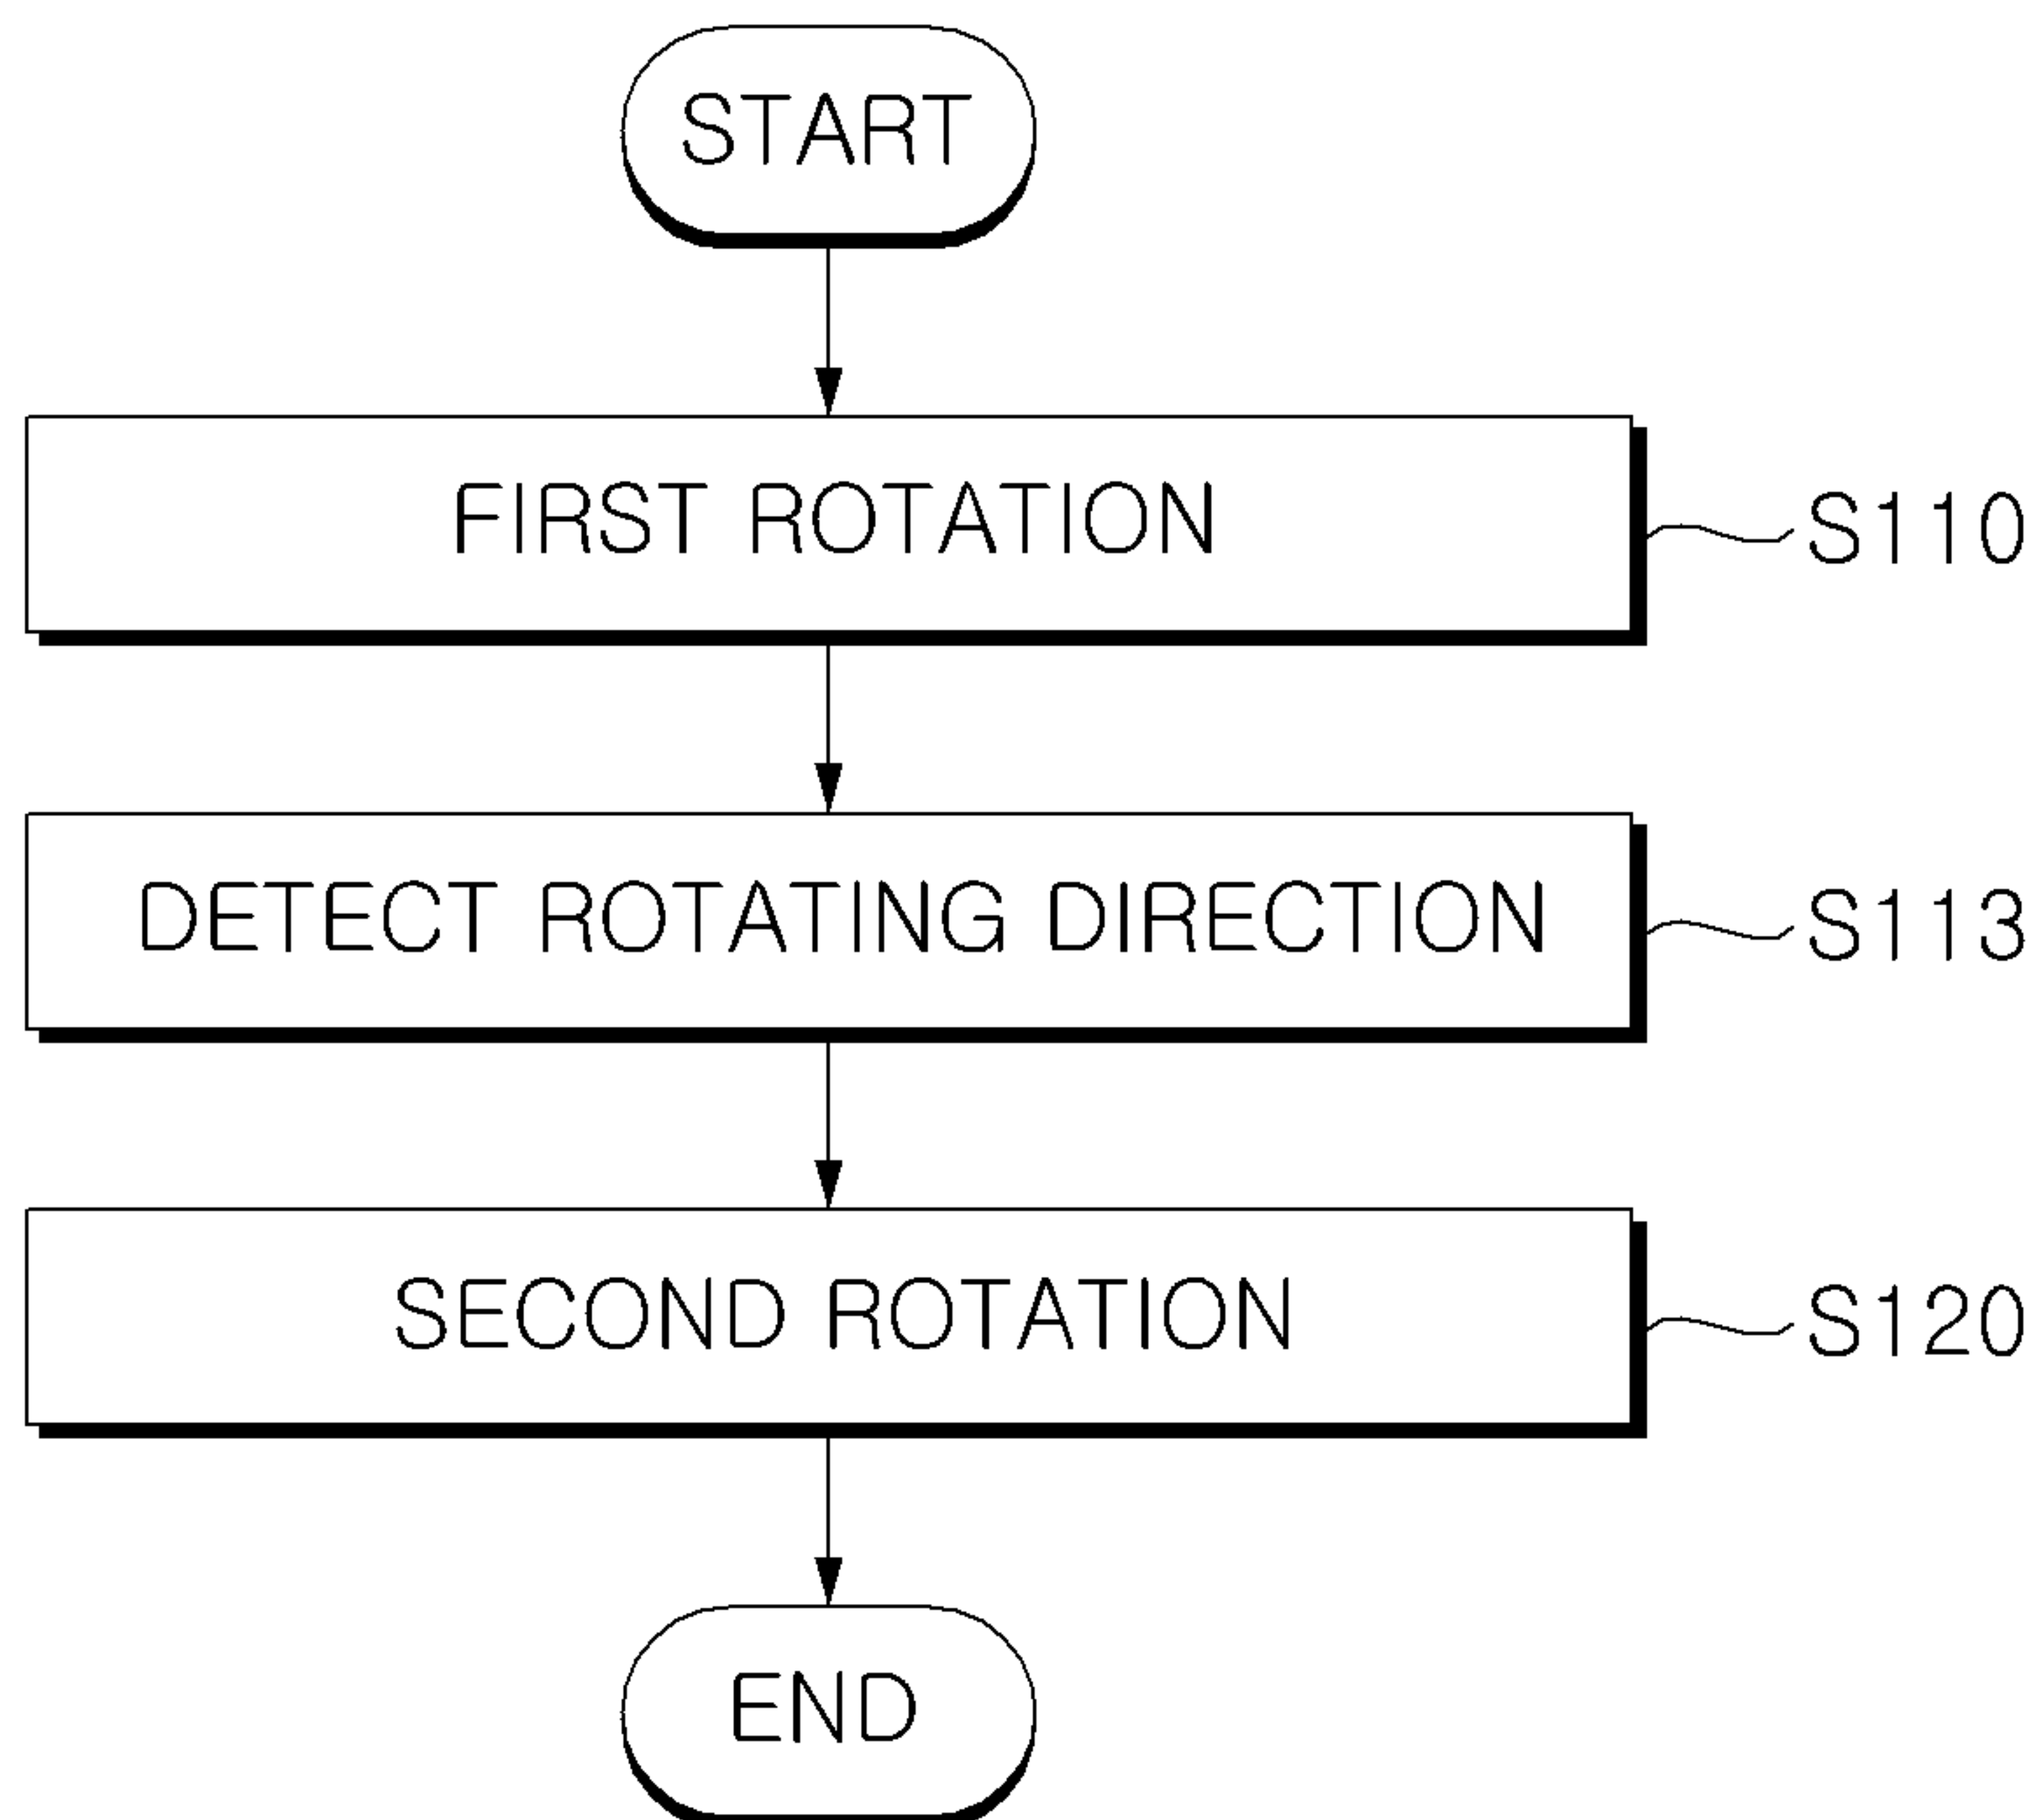 START
FIRST ROTATION
S110
DETECT ROTATING DIRECTION
S113
SECOND ROTATION
S120
END